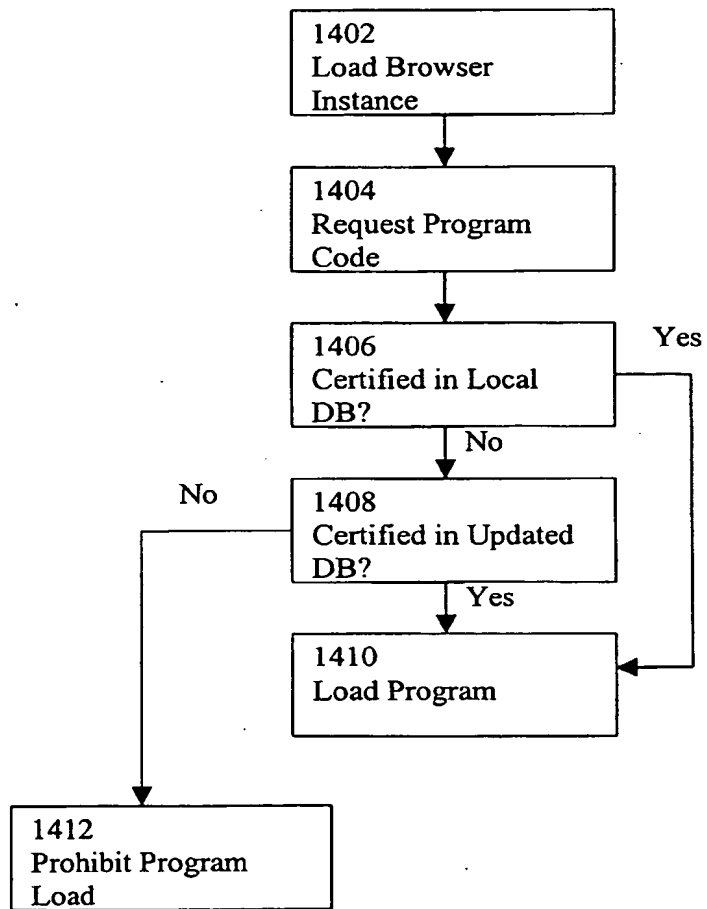 1402
Load Browser
Instance
1404
Request Program
Code
1406
Certified in Local
DB?
Yes
No
1408
Certified in Updated
DB?
No
Yes
1410
Load Program
1412
Prohibit Program
Load